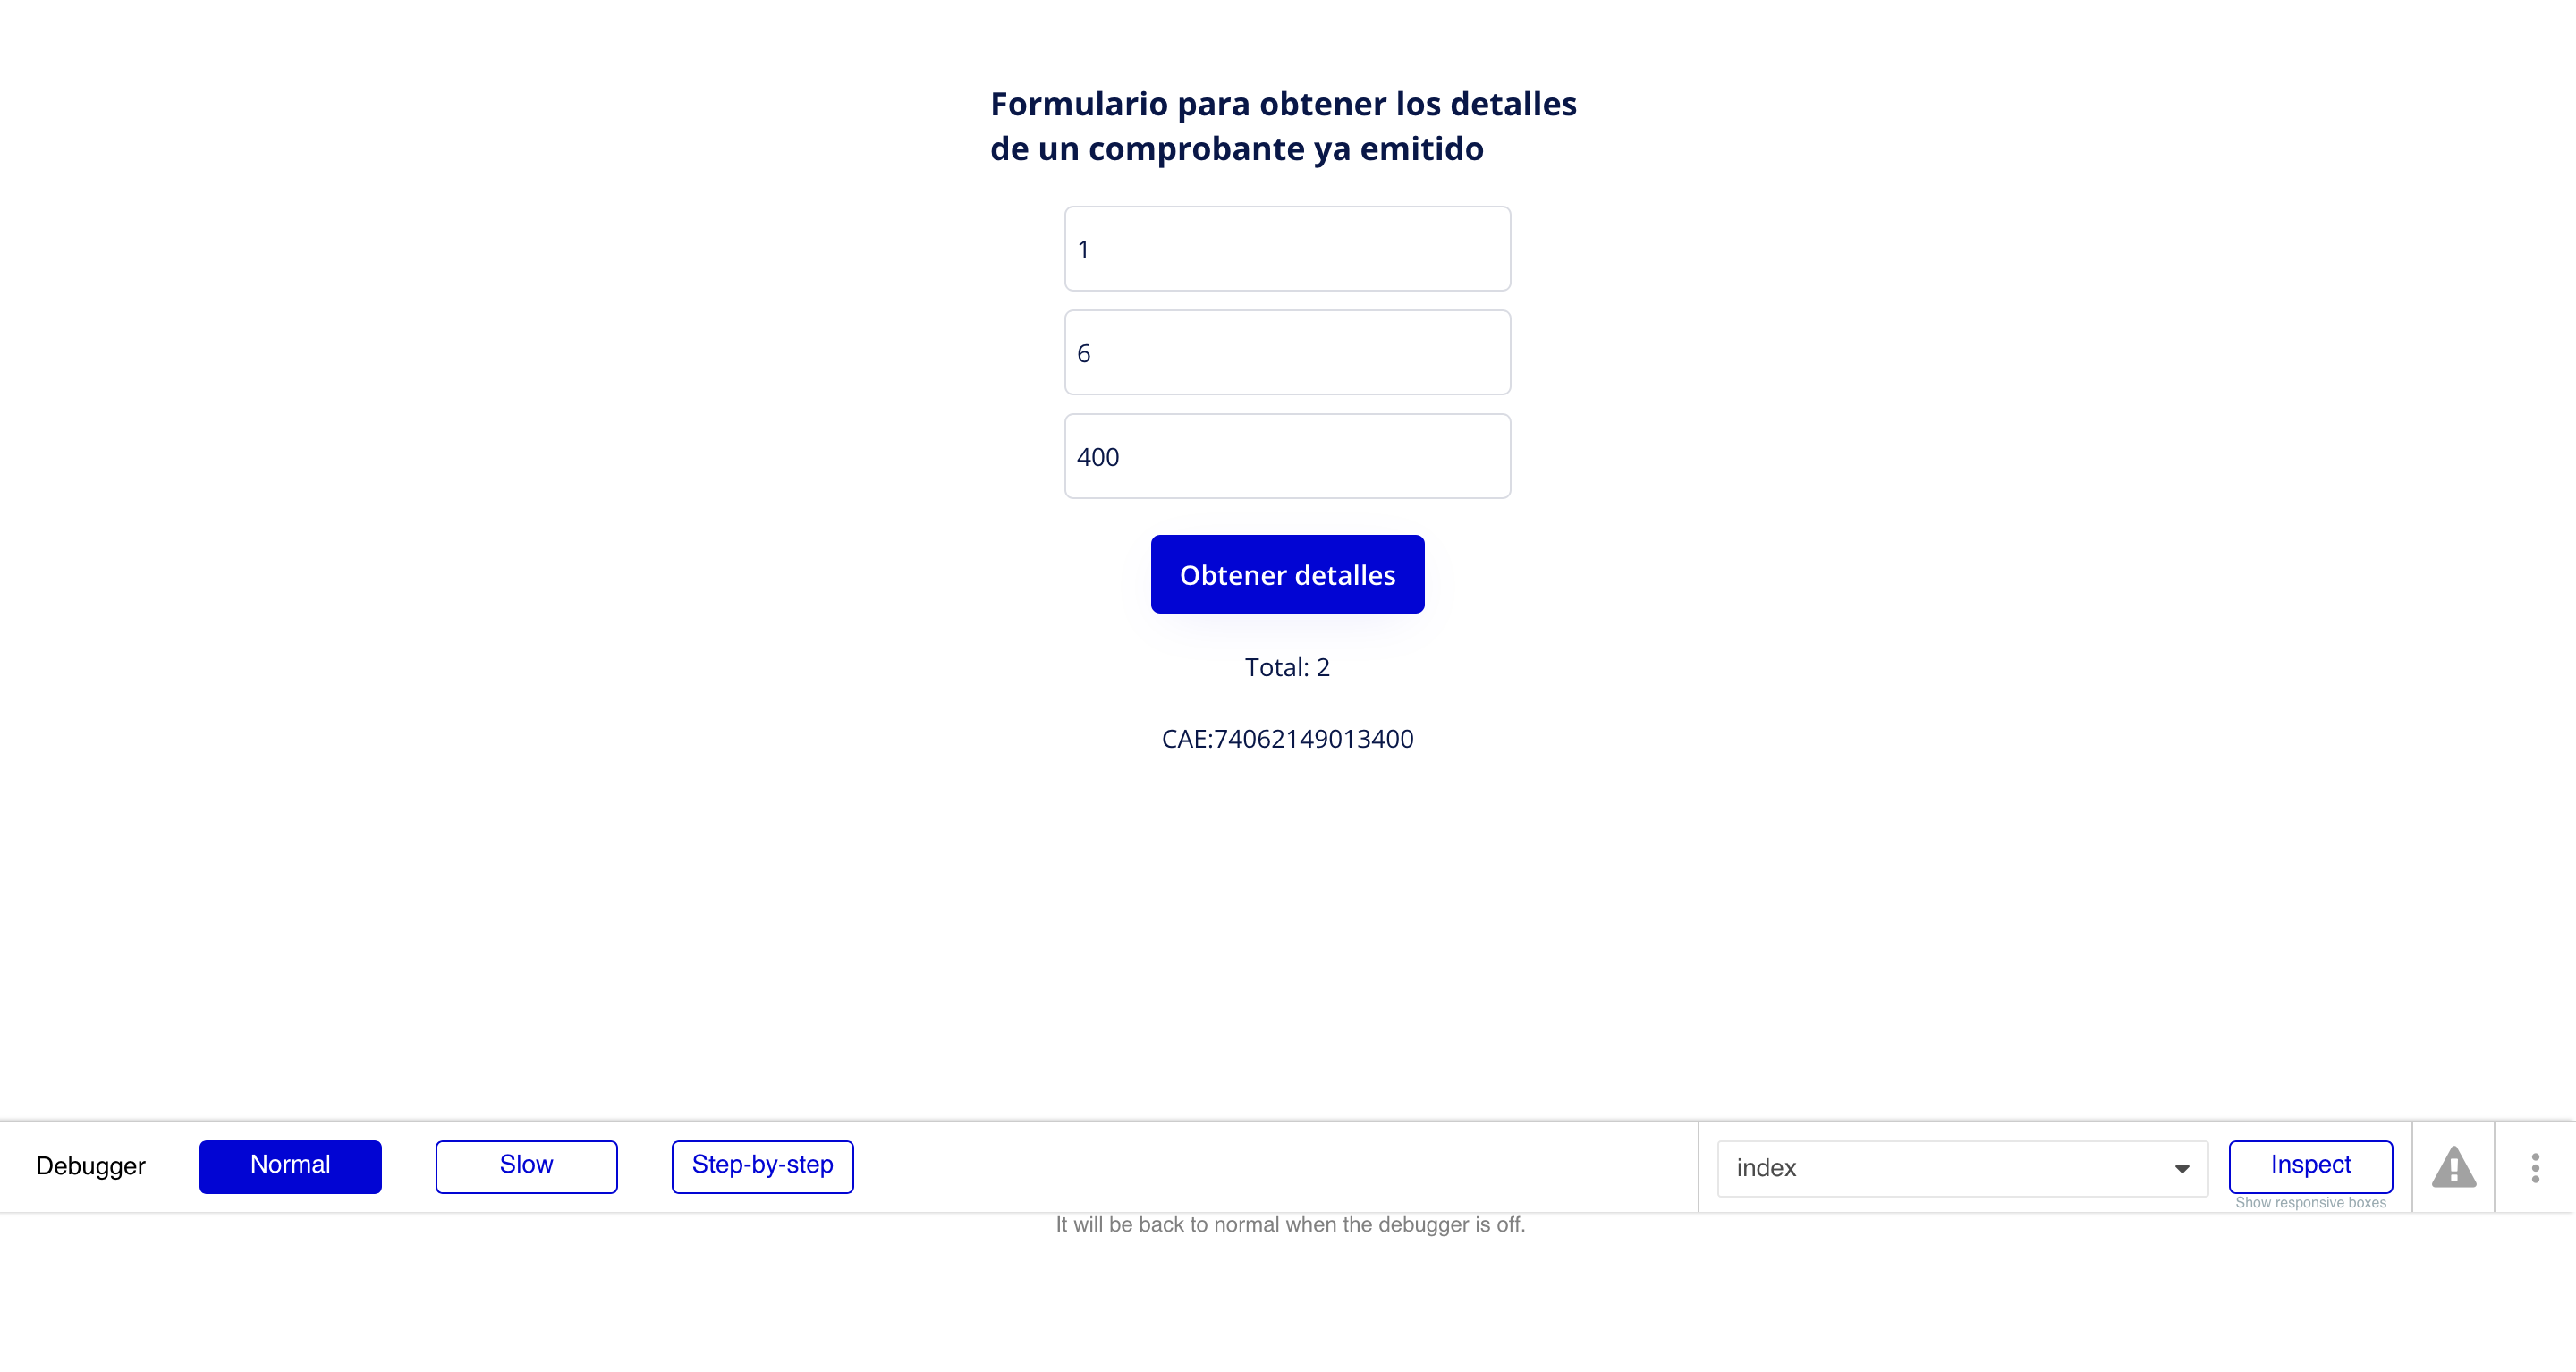 Formulario para obtener los detalles
de un comprobante ya emitido
1
6
400
Obtener detalles
Total: 2
CAE:74062149013400
Debugger
Normal
Slow
Step-by-step
index
Inspect
Show responsive boxes
It will be back to normal when the debugger is off.